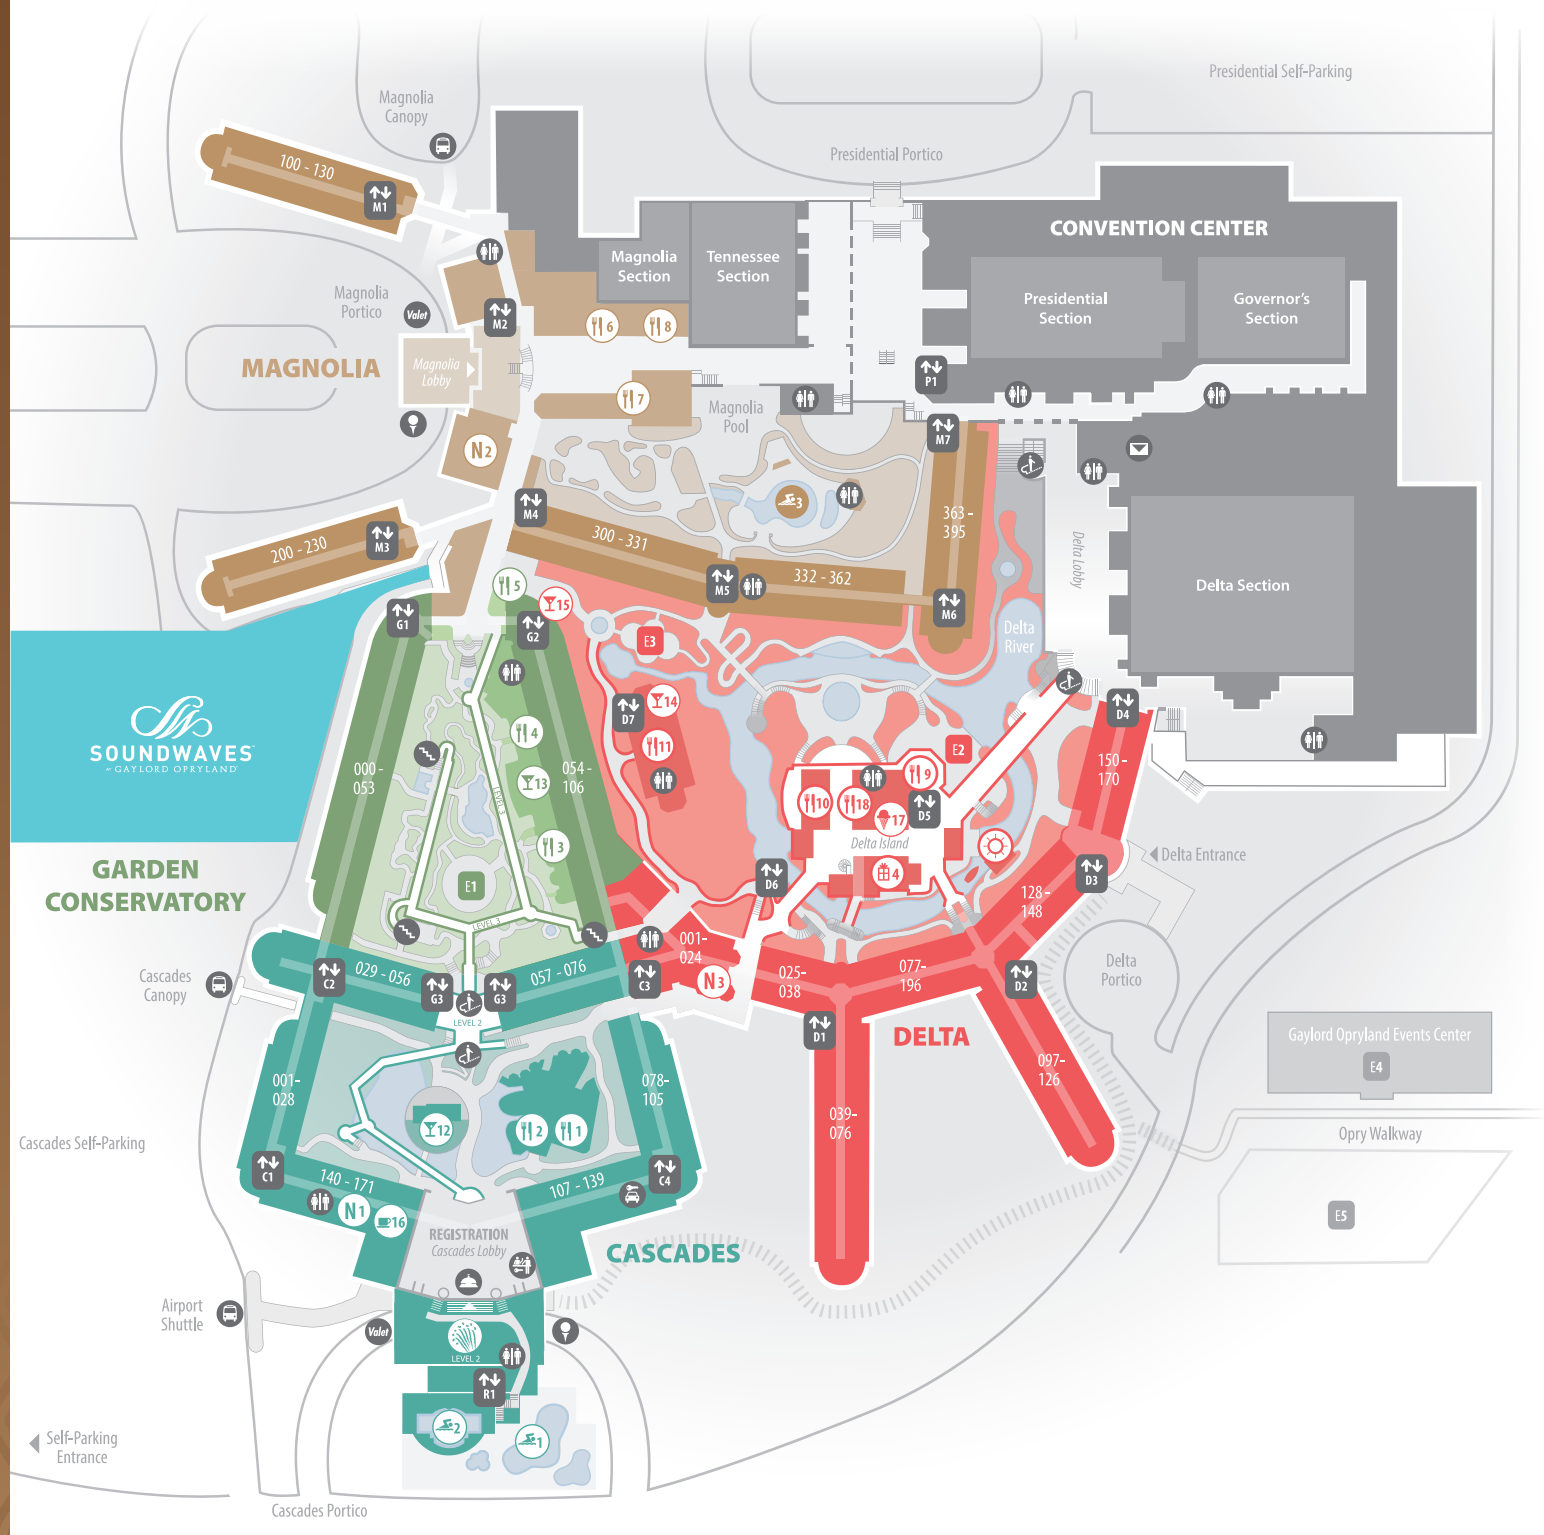 Presidential Self-Parking
Magnolia
Canopy
Presidential Portico
100 - 130
M1
CONVENTION CENTER
Magnolia
Section
Tennessee
Section
Presidential
Section
Governor's
Section
Magnolia
Portico
Valet
M2
6
8
MAGNOLIA
Magnolia
Lobby
P1
7
Magnolia
Pool
M7
N2
3
M4
363 -
395
300 - 331
M3
200 - 230
Delta Lobby
332 - 362
M5
M6
Delta Section
5
15
G1
G2
E3
Delta
River
D7
14
D4
SOUNDWAVES
AT GAYLORD OPRYLAND
4
11
E2
000 -
053
054 -
106
13
LEVEL 3
150 -
170
9
10
18
17
D5
Delta Island
3
Delta Entrance
GARDEN
CONSERVATORY
E1
D6
4
D3
128-
148
LEVEL 3
001-
024
029 - 056
057 - 076
C2
G3
G3
C3
N3
025-
038
077-
196
D2
Delta
Portico
Cascades
Canopy
LEVEL 2
D1
DELTA
Gaylord Opryland Events Center
E4
001-
028
078-
105
097-
126
039-
076
12
2
1
Cascades Self-Parking
Opry Walkway
C1
140 - 171
107 - 139
C4
N1
16
E5
REGISTRATION
Cascades Lobby
CASCADES
Airport
Shuttle
Valet
LEVEL 2
R1
2
1
Self-Parking
Entrance
Cascades Portico